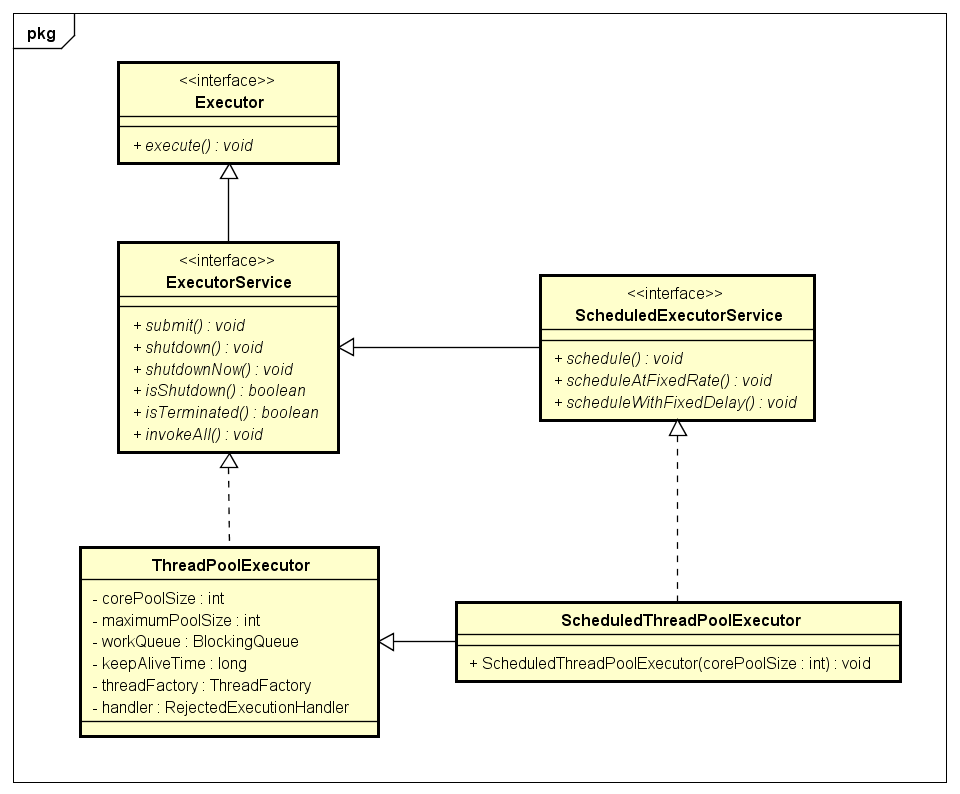 pkg
<<interface>>
Executor
+ execute() : void
<<interface>>
ExecutorService
+ submit() : void
+ shutdown() : void
+ shutdownNow() : void
+ isShutdown() : boolean
+ isTerminated() : boolean
+ invokeAll() : void
<<interface>>
ScheduledExecutorService
+ schedule() : void
+ scheduleAtFixedRate() : void
+ scheduleWithFixedDelay() : void
ThreadPoolExecutor
- corePoolSize : int
- maximumPoolSize : int
- workQueue : BlockingQueue
- keepAliveTime : long
- threadFactory : ThreadFactory
- handler : RejectedExecutionHandler
ScheduledThreadPoolExecutor
+ ScheduledThreadPoolExecutor(corePoolSize : int) : void